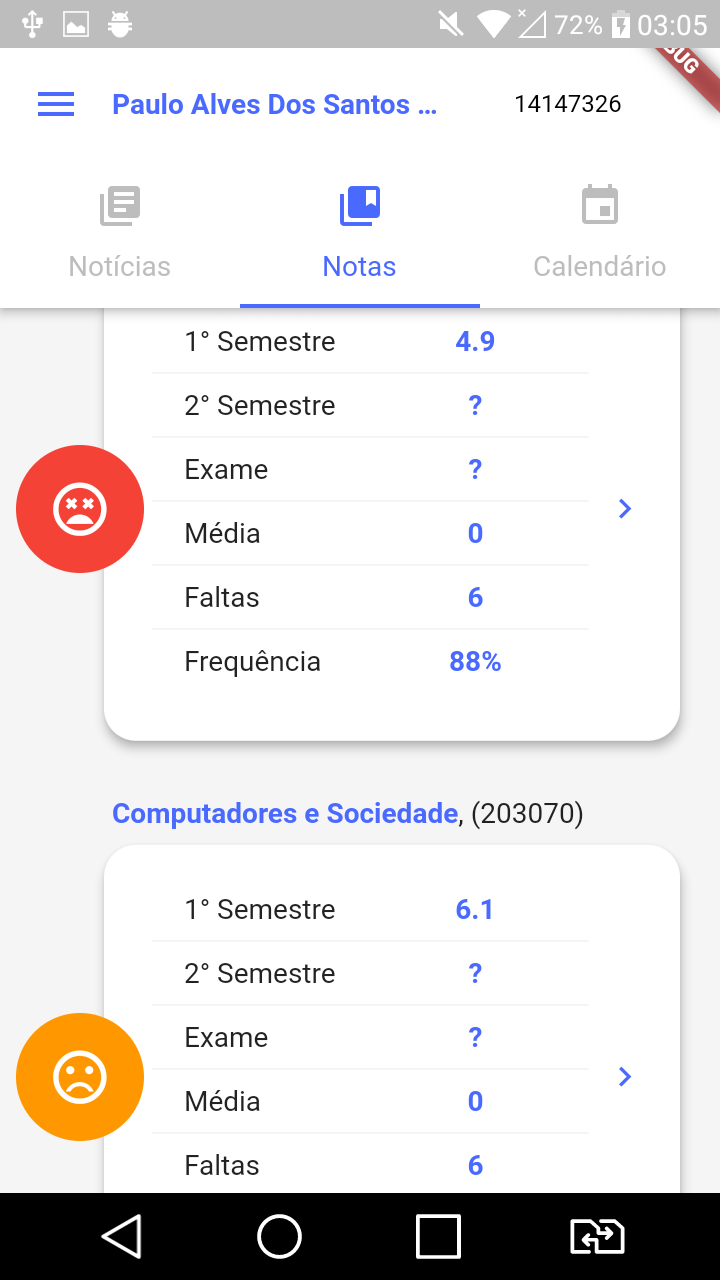 72% 03:05
Paulo Alves Dos Santos ... 14147326
Notícias Notas Calendário
1° Semestre 4.9
2° Semestre ?
Exame ?
Média 0
Faltas 6
Frequência 88%
Computadores e Sociedade, (203070)
1° Semestre 6.1
2° Semestre ?
Exame ?
Média 0
Faltas 6